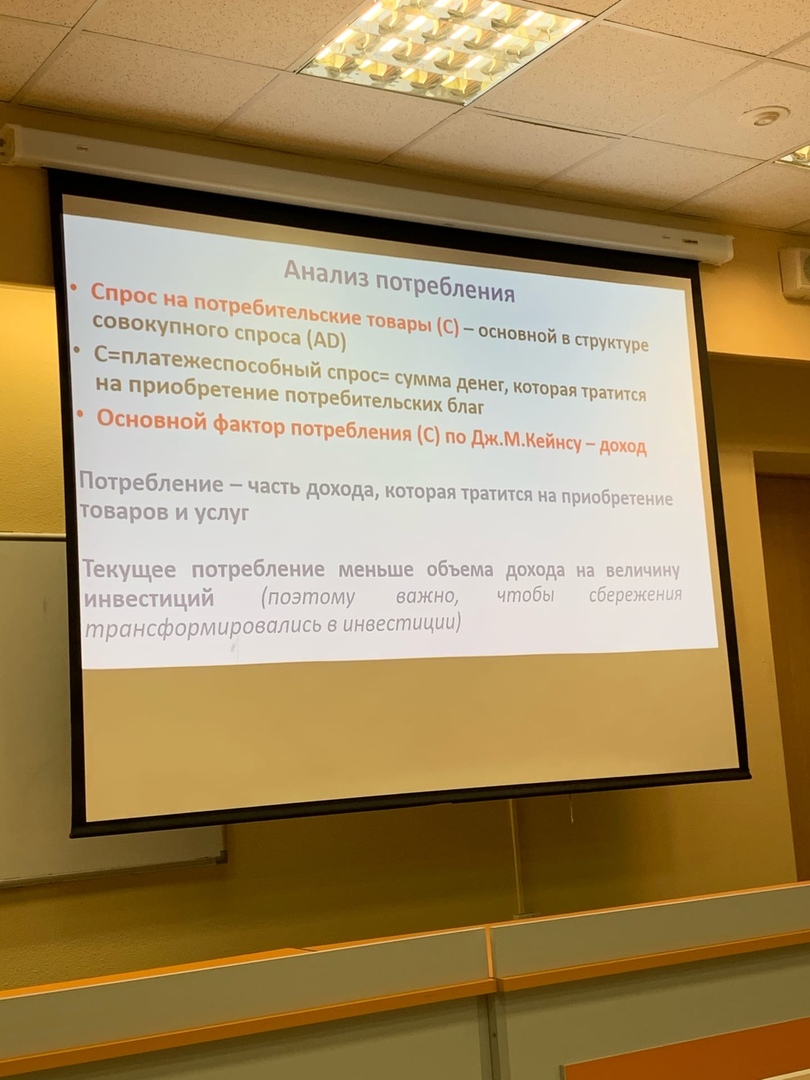 Анализ потребления
• Спрос на потребительские товары (С) – основной в структуре
совокупного спроса (AD)
• С=платежеспособный спрос= сумма денег, которая тратится
на приобретение потребительских благ
• Основной фактор потребления (С) по Дж.М.Кейнсу – доход
Потребление – часть дохода, которая тратится на приобретение
товаров и услуг
Текущее потребление меньше объема дохода на величину
инвестиций (поэтому важно, чтобы сбережения
трансформировались в инвестиции)